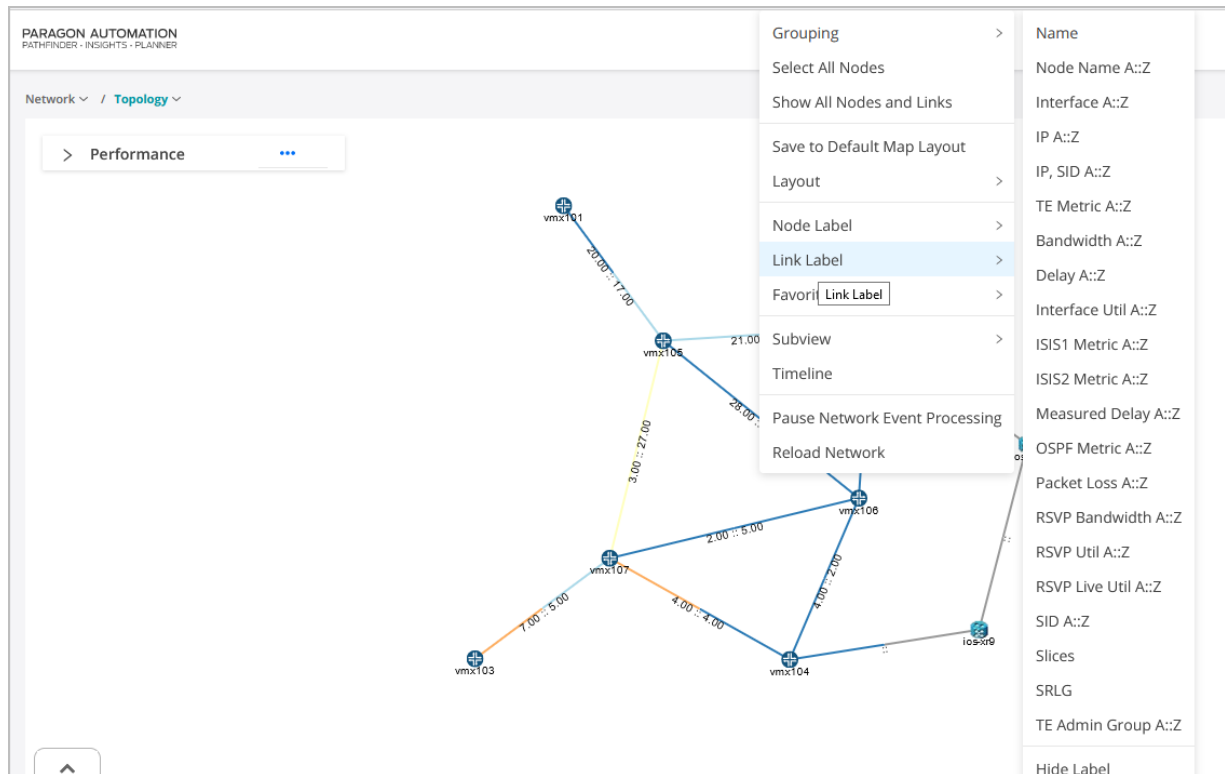 PARAGON AUTOMATION
PATHFINDER - INSIGHTS - PLANNER
Network / Topology
Performance
Grouping
Select All Nodes
Show All Nodes and Links
Save to Default Map Layout
Layout
Node Label
Link Label
Favorit
Link Label
Subview
Timeline
Pause Network Event Processing
Reload Network
Name
Node Name A::Z
Interface A::Z
IP A::Z
IP, SID A::Z
TE Metric A::Z
Bandwidth A::Z
Delay A::Z
Interface Util A::Z
ISIS1 Metric A::Z
ISIS2 Metric A::Z
Measured Delay A::Z
OSPF Metric A::Z
Packet Loss A::Z
RSVP Bandwidth A::Z
RSVP Util A::Z
RSVP Live Util A::Z
SID A::Z
Slices
SRLG
TE Admin Group A::Z
Hide Label
vmx101
20.00 :: 17.00
vmx105
21.00
28.00 ::
3.00 :: 27.00
vmx106
2.00 :: 5.00
vmx107
4.00 :: 2.00
::
7.00 :: 5.00
4.00 :: 4.00
ios-xr9
::
vmx103
vmx104